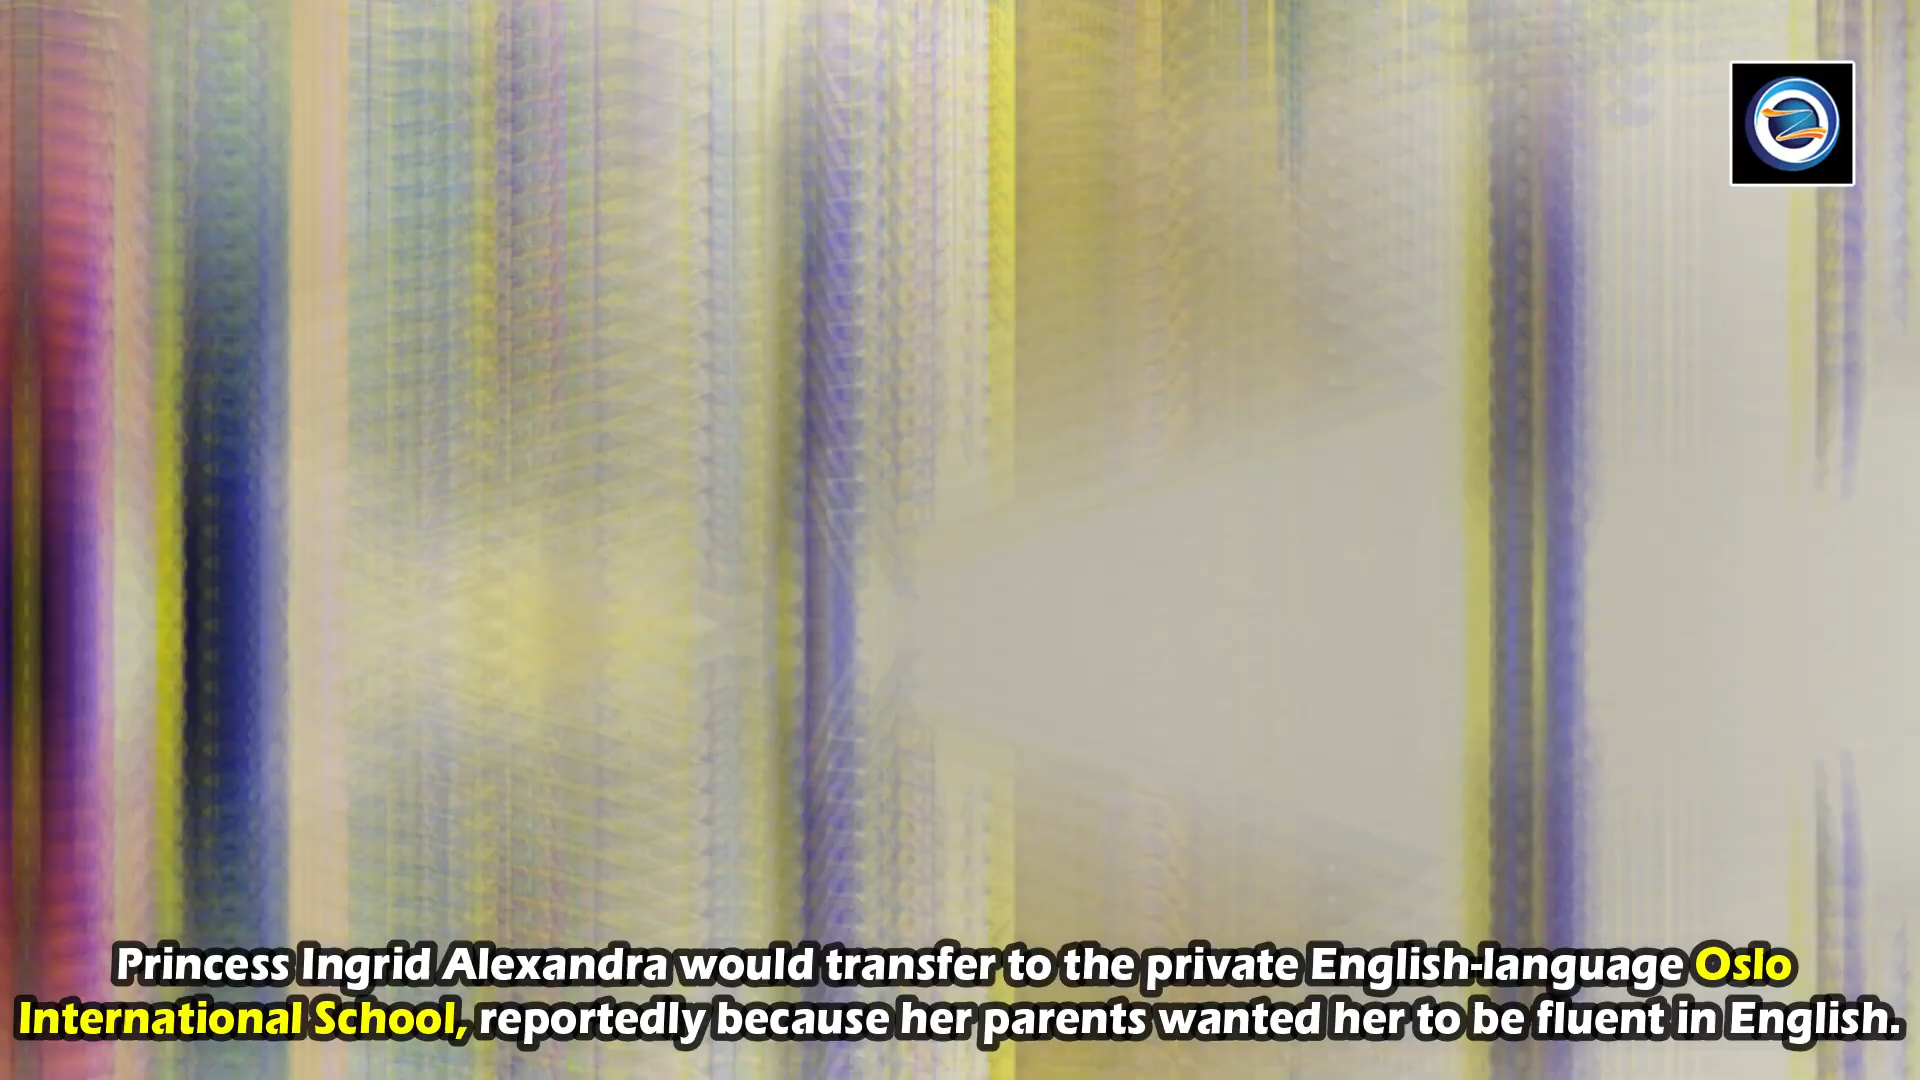 Princess Ingrid Alexandra would transfer to the private English-language Oslo
International School, reportedly because her parents wanted her to be fluent in English.